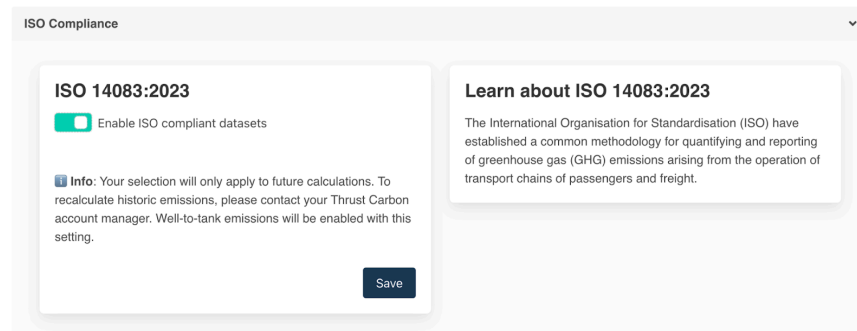 ISO Compliance
ISO 14083:2023
Enable ISO compliant datasets
Info: Your selection will only apply to future calculations. To
recalculate historic emissions, please contact your Thrust Carbon
account manager. Well-to-tank emissions will be enabled with this
setting.
Save
Learn about ISO 14083:2023
The International Organisation for Standardisation (ISO) have
established a common methodology for quantifying and reporting
of greenhouse gas (GHG) emissions arising from the operation of
transport chains of passengers and freight.